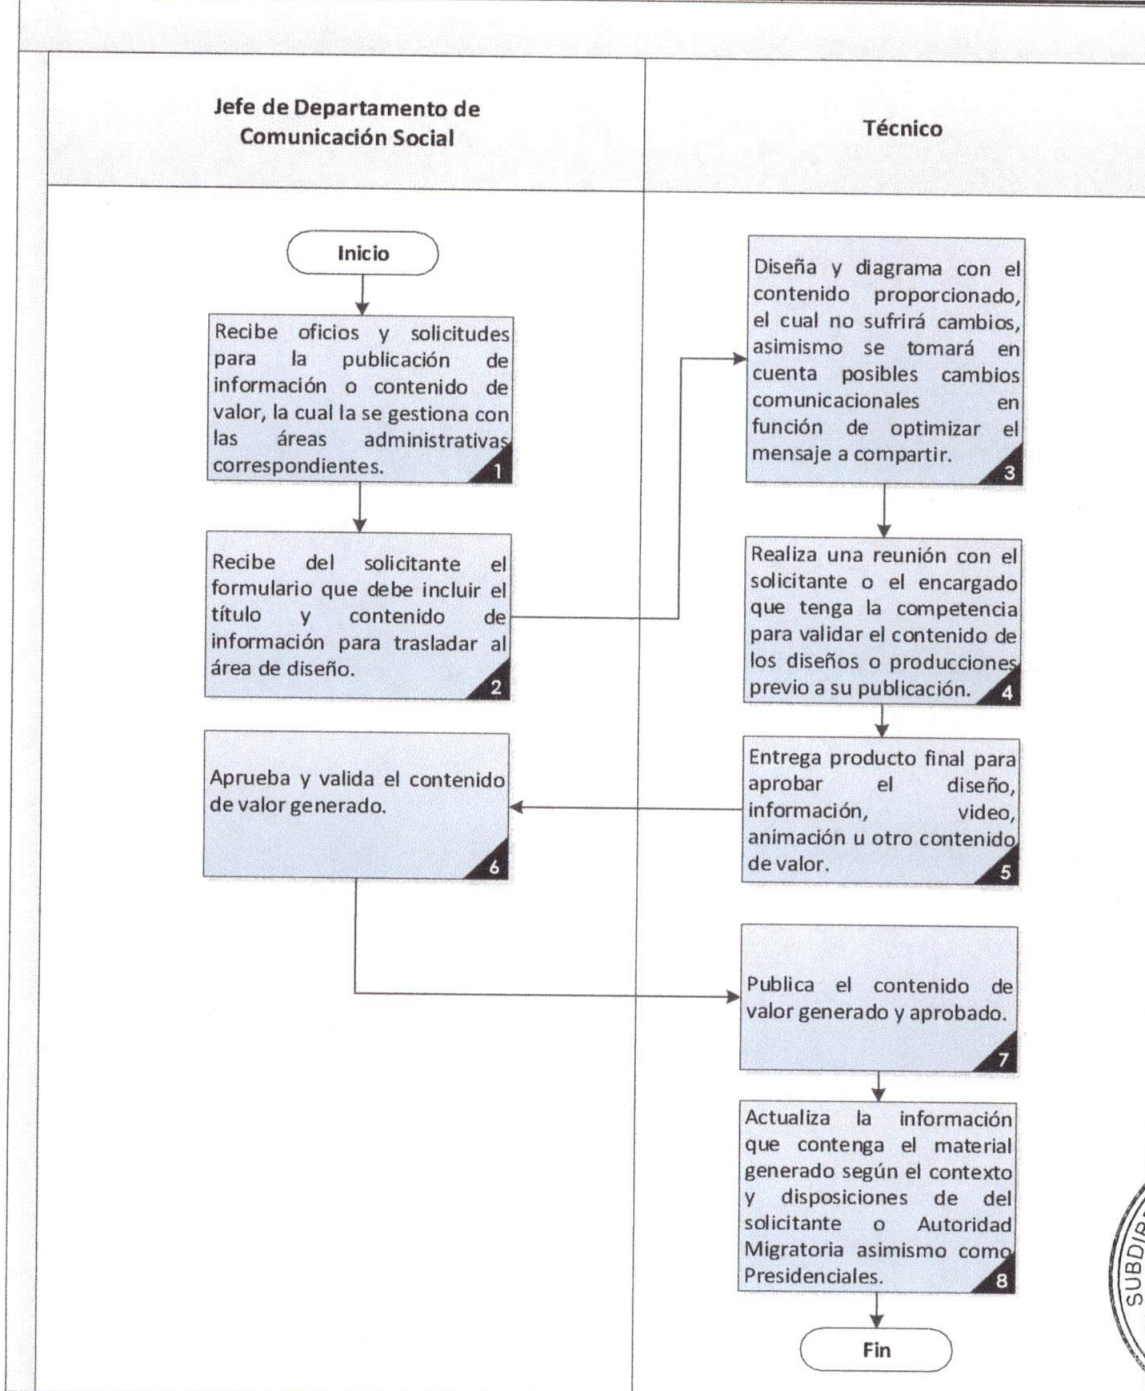 Jefe de Departamento de
Comunicación Social
Técnico
Inicio
Recibe oficios y solicitudes
para la publicación de
información o contenido de
valor, la cual la se gestiona con
las áreas administrativas
correspondientes.
1
Recibe del solicitante el
formulario que debe incluir el
título y contenido de
información para trasladar al
área de diseño.
2
Diseña y diagrama con el
contenido proporcionado,
el cual no sufrirá cambios,
asimismo se tomará en
cuenta posibles cambios
comunicacionales en
función de optimizar el
mensaje a compartir.
3
Realiza una reunión con el
solicitante o el encargado
que tenga la competencia
para validar el contenido de
los diseños o producciones
previo a su publicación.
4
Entrega producto final para
aprobar el diseño,
información, video,
animación u otro contenido
de valor.
5
Aprueba y valida el contenido
de valor generado.
6
Publica el contenido de
valor generado y aprobado.
7
Actualiza la información
que contenga el material
generado según el contexto
y disposiciones de del
solicitante o Autoridad
Migratoria asimismo como
Presidenciales.
8
Fin